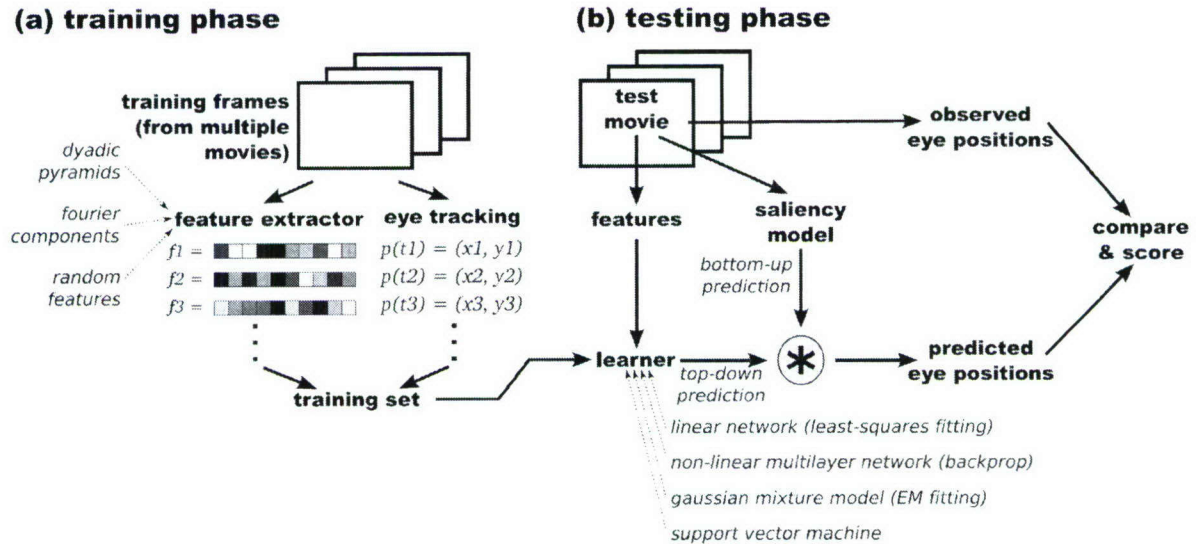 (a) training phase
training frames
(from multiple
movies)
dyadic
pyramids
fourier
components
random
features
feature extractor
f1 =
f2 =
f3 =
eye tracking
p(t1) = (x1, y1)
p(t2) = (x2, y2)
p(t3) = (x3, y3)
training set
(b) testing phase
test
movie
observed
eye positions
features
saliency
model
bottom-up
prediction
compare
& score
learner
top-down
prediction
*
predicted
eye positions
linear network (least-squares fitting)
non-linear multilayer network (backprop)
gaussian mixture model (EM fitting)
support vector machine